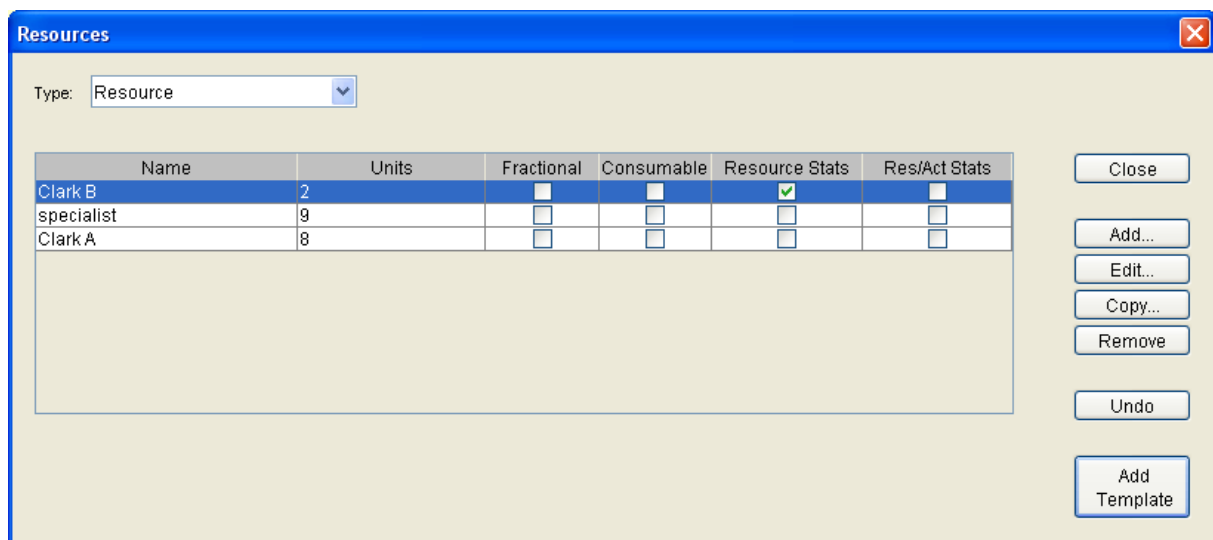 Resources
Type: Resource
Name Units Fractional Consumable Resource Stats Res/Act Stats
Clark B 2
specialist 9
Clark A 8
Close
Add...
Edit...
Copy...
Remove
Undo
Add
Template